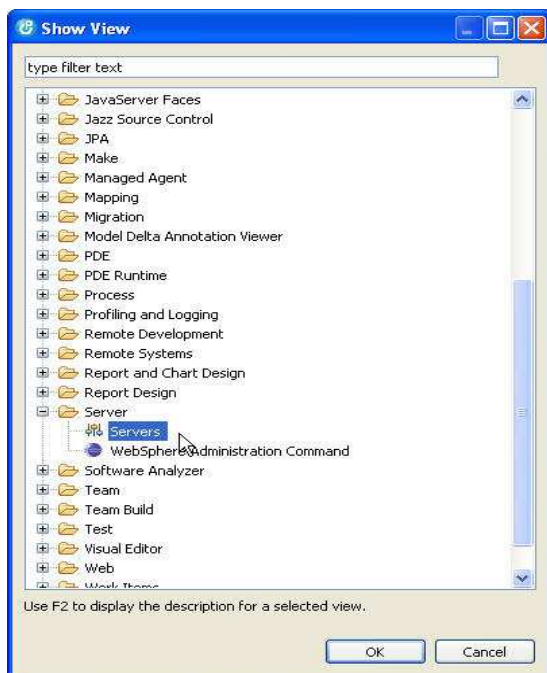 Show View
type filter text
JavaServer Faces
Jazz Source Control
JPA
Make
Managed Agent
Mapping
Migration
Model Delta Annotation Viewer
PDE
PDE Runtime
Process
Profiling and Logging
Remote Development
Remote Systems
Report and Chart Design
Report Design
Server
Servers
WebSphere Administration Command
Software Analyzer
Team
Team Build
Test
Visual Editor
Web
Work Items
Use F2 to display the description for a selected view.
OK Cancel